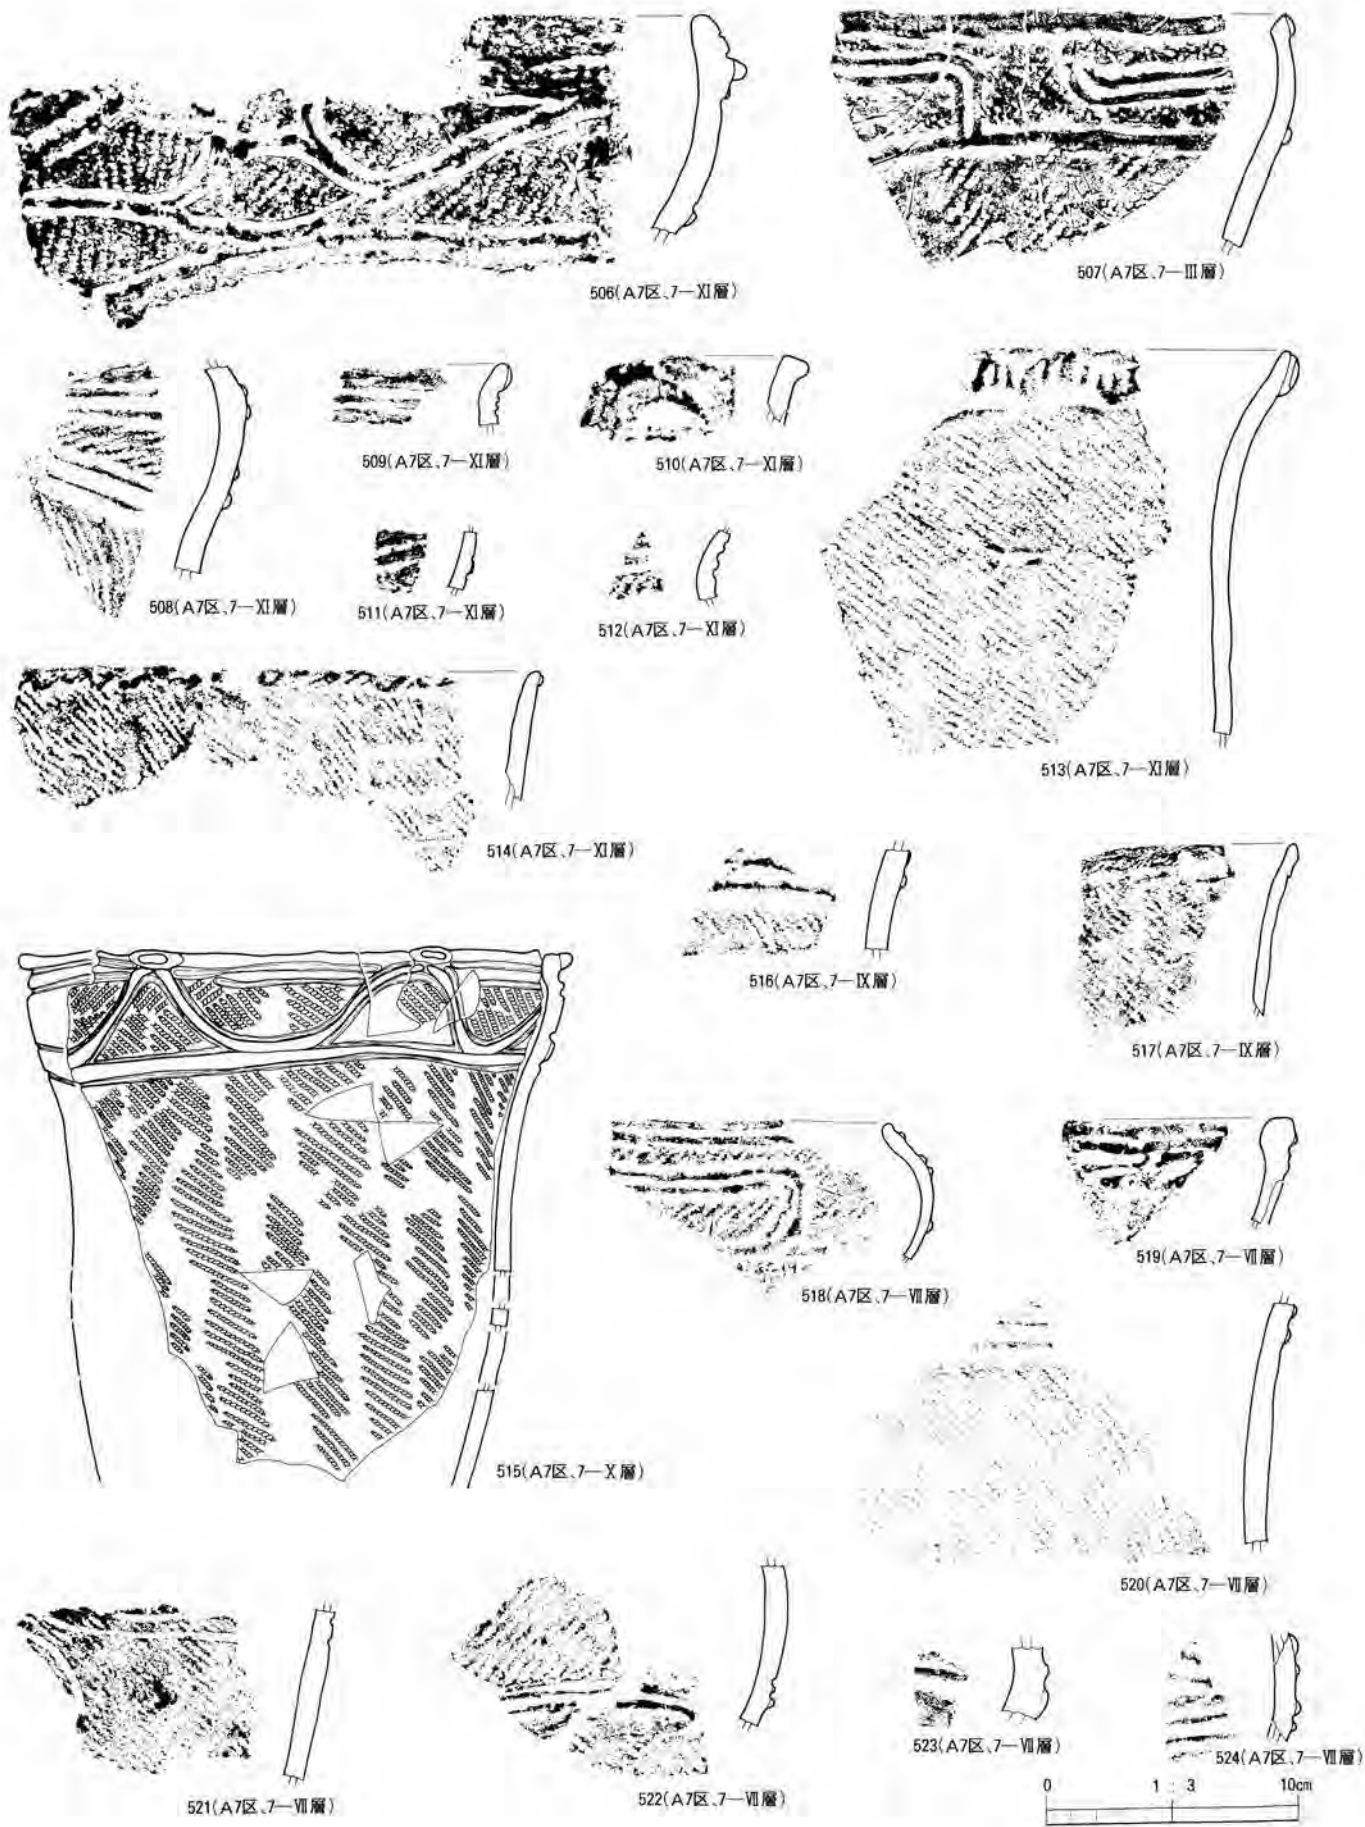 506(A7区、7—XI層)
507(A7区、7—III層)
508(A7区、7—XI層)
509(A7区、7—XI層)
510(A7区、7—XI層)
511(A7区、7—XI層)
512(A7区、7—XI層)
513(A7区、7—XI層)
514(A7区、7—XI層)
515(A7区、7—X層)
516(A7区、7—IX層)
517(A7区、7—IX層)
518(A7区、7—VII層)
519(A7区、7—VII層)
520(A7区、7—VII層)
521(A7区、7—VII層)
522(A7区、7—VII層)
523(A7区、7—VII層)
524(A7区、7—VII層)
0 1:3 10cm